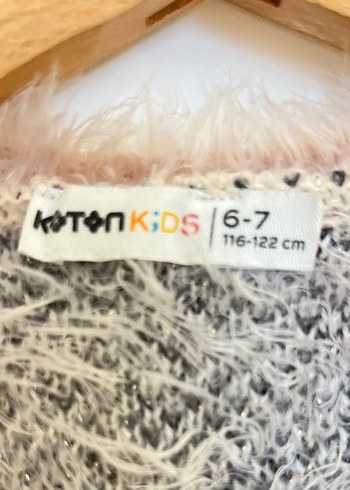 KOTON KiDS | 6-7
116-122 cm